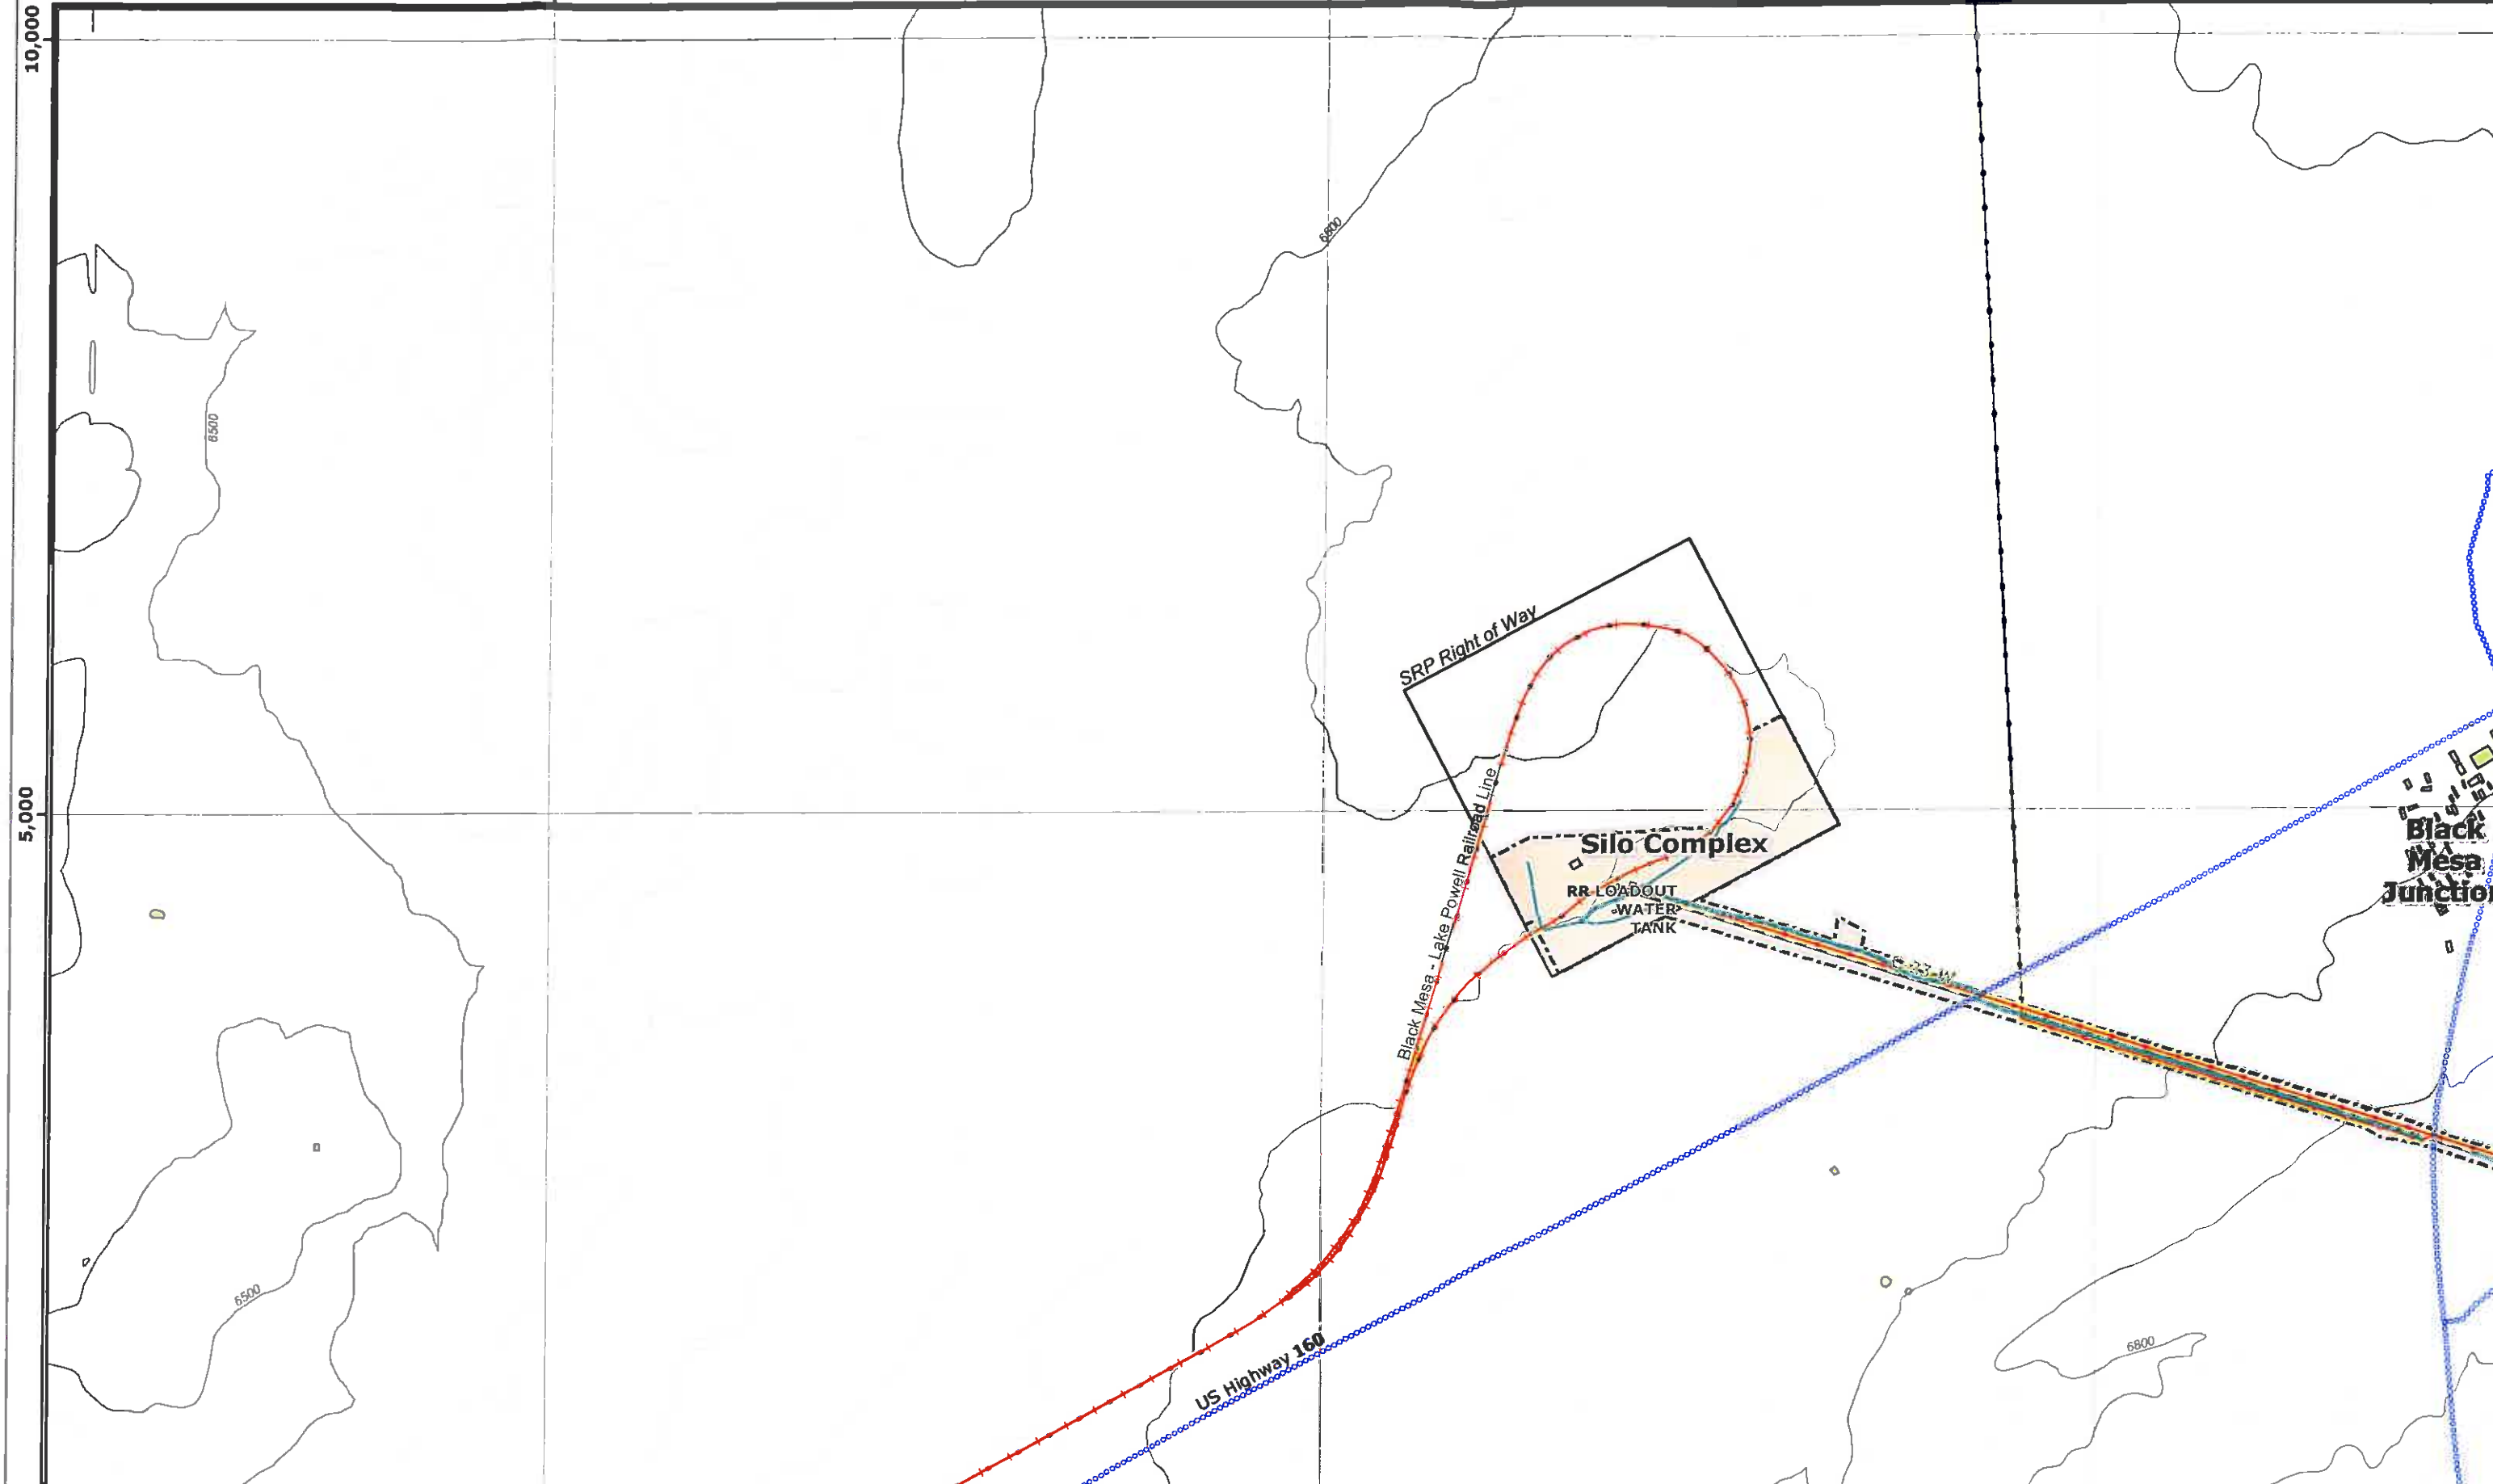 10,000
6600
6500
SRP Right of Way
5,000
Black Mesa - Lake Powell Railroad Line
Silo Complex
RR LOADOUT
WATER
TANK
Black
Mesa
Junction
6500
US Highway 160
6800